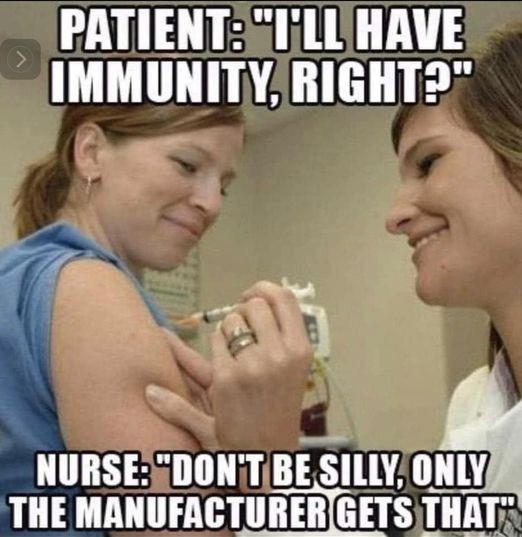 PATIENT: "I'LL HAVE
IMMUNITY, RIGHT?"
NURSE: "DON'T BE SILLY, ONLY
THE MANUFACTURER GETS THAT"